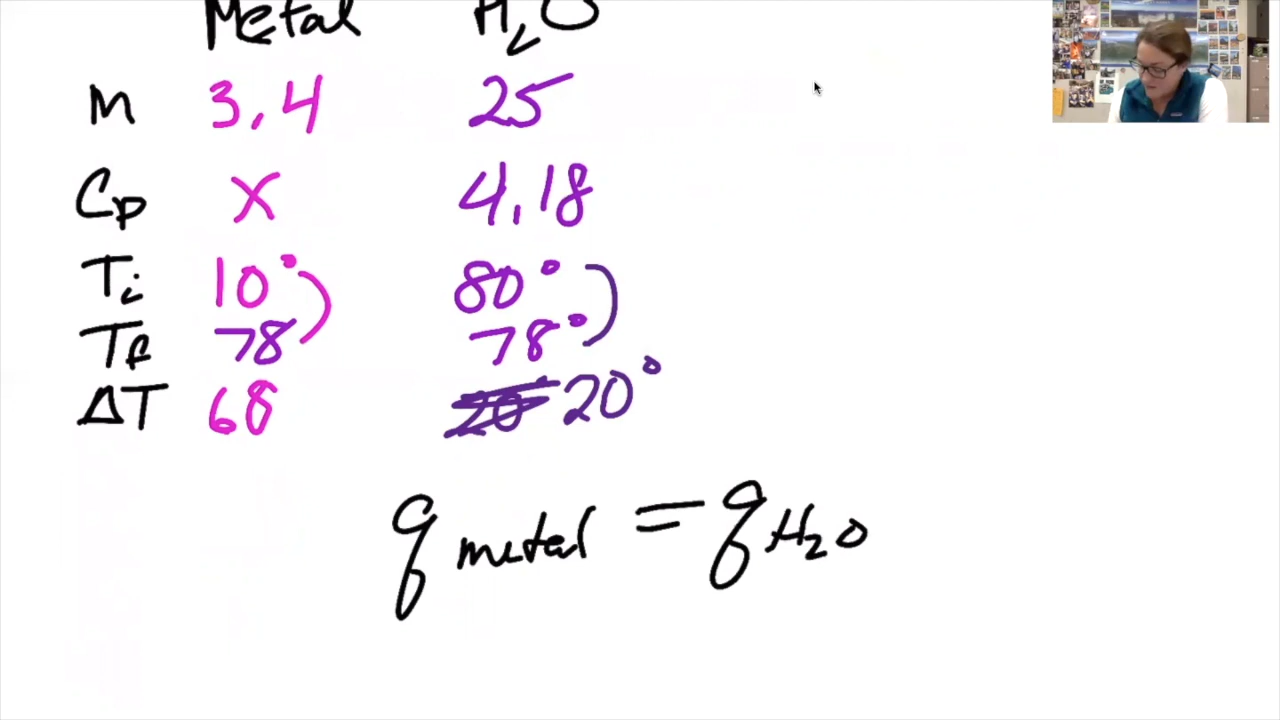 Metal H₂O
M 3.4 25
Cp X 4.18
Ti 10° 80°
Tf 78 78°
ΔT 68 20 20°
q metal = q H₂O